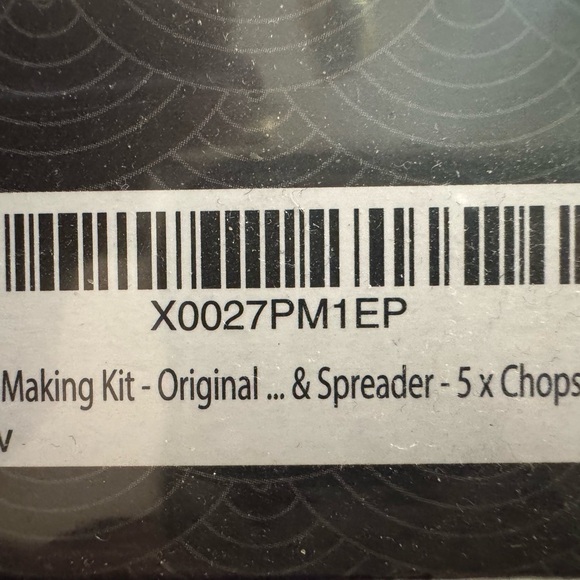 X0027PM1EP
Making Kit - Original ... & Spreader - 5 x Chops